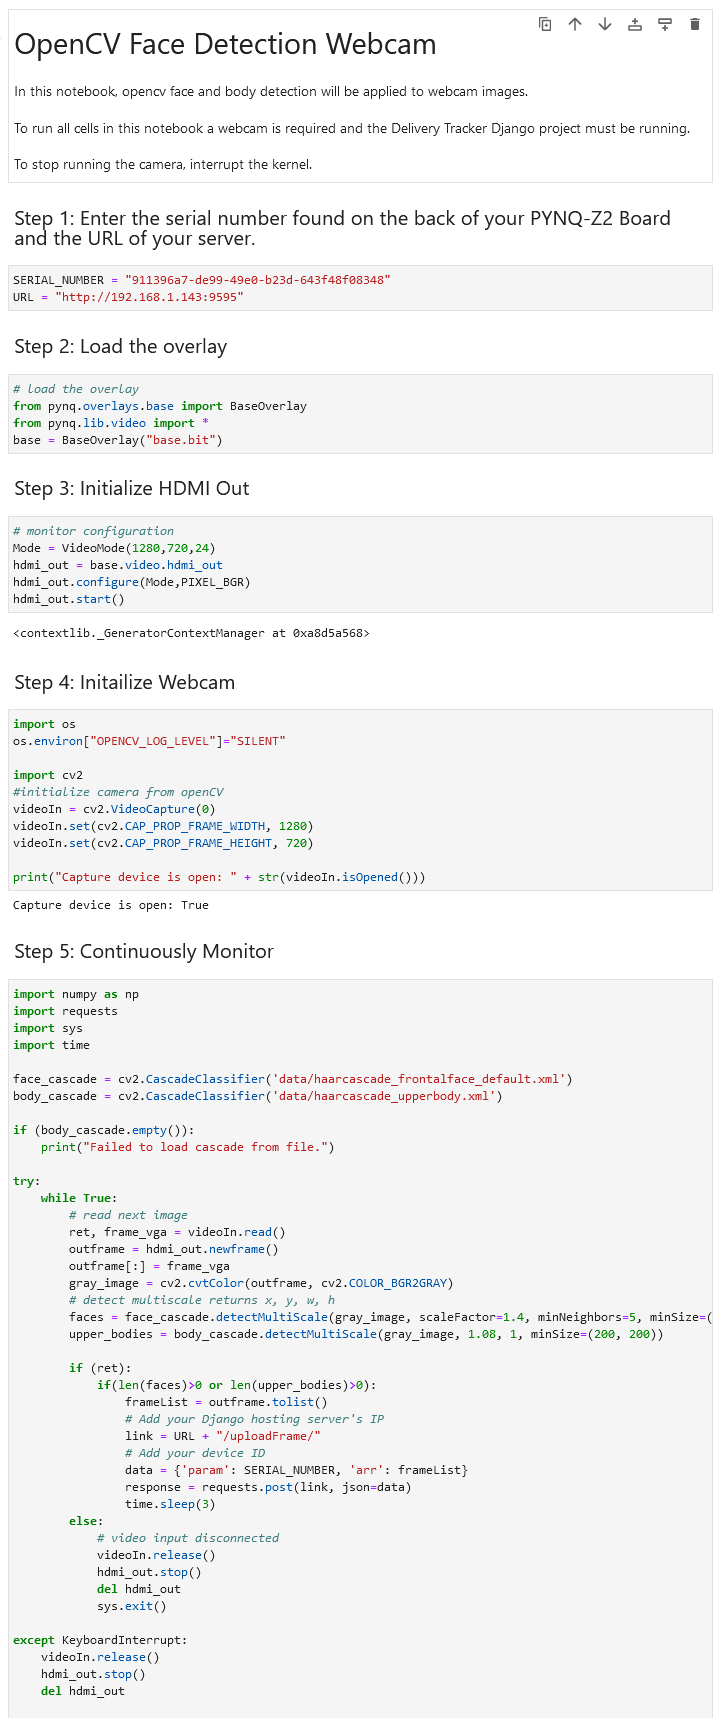 OpenCV Face Detection Webcam
In this notebook, opencv face and body detection will be applied to webcam images.
To run all cells in this notebook a webcam is required and the Delivery Tracker Django project must be running.
To stop running the camera, interrupt the kernel.
Step 1: Enter the serial number found on the back of your PYNQ-Z2 Board
and the URL of your server.
SERIAL_NUMBER = "911396a7-de99-49e0-b23d-643f48f08348"
URL = "http://192.168.1.143:9595"
Step 2: Load the overlay
# load the overlay
from pynq.overlays.base import BaseOverlay
from pynq.lib.video import *
base = BaseOverlay("base.bit")
Step 3: Initialize HDMI Out
# monitor configuration
Mode = VideoMode(1280,720,24)
hdmi_out = base.video.hdmi_out
hdmi_out.configure(Mode,PIXEL_BGR)
hdmi_out.start()
<contextlib._GeneratorContextManager at 0xa8d5a568>
Step 4: Initailize Webcam
import os
os.environ["OPENCV_LOG_LEVEL"]="SILENT"
import cv2
#initialize camera from openCV
videoIn = cv2.VideoCapture(0)
videoIn.set(cv2.CAP_PROP_FRAME_WIDTH, 1280)
videoIn.set(cv2.CAP_PROP_FRAME_HEIGHT, 720)
print("Capture device is open: " + str(videoIn.isOpened()))
Capture device is open: True
Step 5: Continuously Monitor
import numpy as np
import requests
import sys
import time
face_cascade = cv2.CascadeClassifier('data/haarcascade_frontalface_default.xml')
body_cascade = cv2.CascadeClassifier('data/haarcascade_upperbody.xml')
if (body_cascade.empty()):
    print("Failed to load cascade from file.")
try:
    while True:
        # read next image
        ret, frame_vga = videoIn.read()
        outframe = hdmi_out.newframe()
        outframe[:] = frame_vga
        gray_image = cv2.cvtColor(outframe, cv2.COLOR_BGR2GRAY)
        # detect multiscale returns x, y, w, h
        faces = face_cascade.detectMultiScale(gray_image, scaleFactor=1.4, minNeighbors=5, minSize=(
        upper_bodies = body_cascade.detectMultiScale(gray_image, 1.08, 1, minSize=(200, 200))
        if (ret):
            if(len(faces)>0 or len(upper_bodies)>0):
                frameList = outframe.tolist()
                # Add your Django hosting server's IP
                link = URL + "/uploadFrame/"
                # Add your device ID
                data = {'param': SERIAL_NUMBER, 'arr': frameList}
                response = requests.post(link, json=data)
                time.sleep(3)
        else:
            # video input disconnected
            videoIn.release()
            hdmi_out.stop()
            del hdmi_out
            sys.exit()
except KeyboardInterrupt:
    videoIn.release()
    hdmi_out.stop()
    del hdmi_out